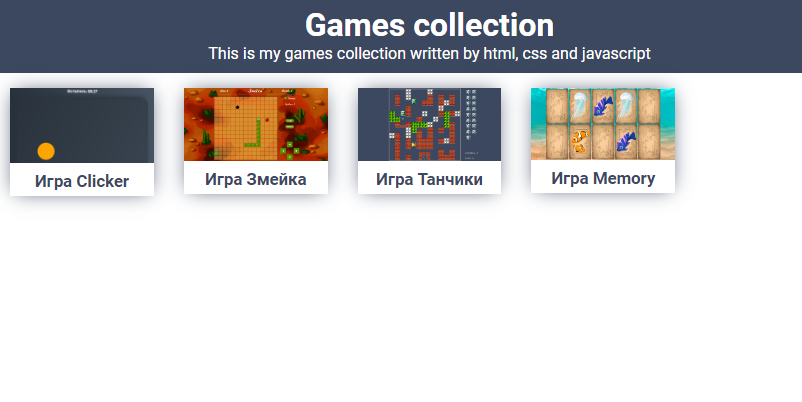 Games collection
This is my games collection written by html, css and javascript
Игра Clicker
Игра Змейка
Игра Танчики
Игра Memory